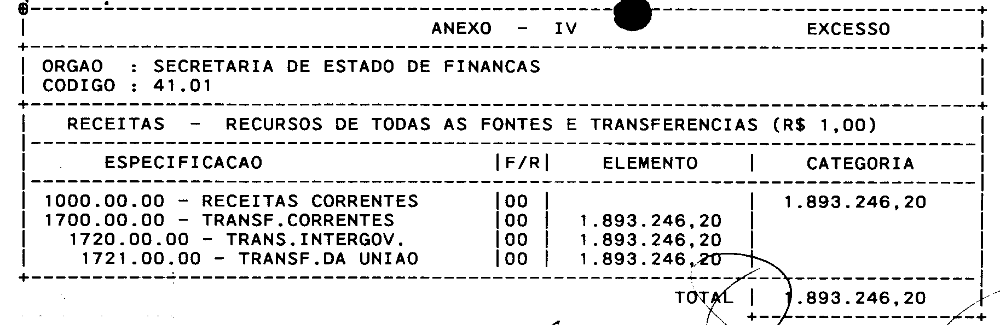 ANEXO - IV EXCESSO
ORGAO : SECRETARIA DE ESTADO DE FINANCAS
CODIGO : 41.01
RECEITAS - RECURSOS DE TODAS AS FONTES E TRANSFERENCIAS (R$ 1,00)
ESPECIFICACAO |F/R| ELEMENTO | CATEGORIA
1000.00.00 - RECEITAS CORRENTES |00 | | 1.893.246,20
1700.00.00 - TRANSF.CORRENTES |00 | 1.893.246,20 |
1720.00.00 - TRANS.INTERGOV. |00 | 1.893.246,20 |
1721.00.00 - TRANSF.DA UNIAO |00 | 1.893.246,20 |
TOTAL | 1.893.246,20